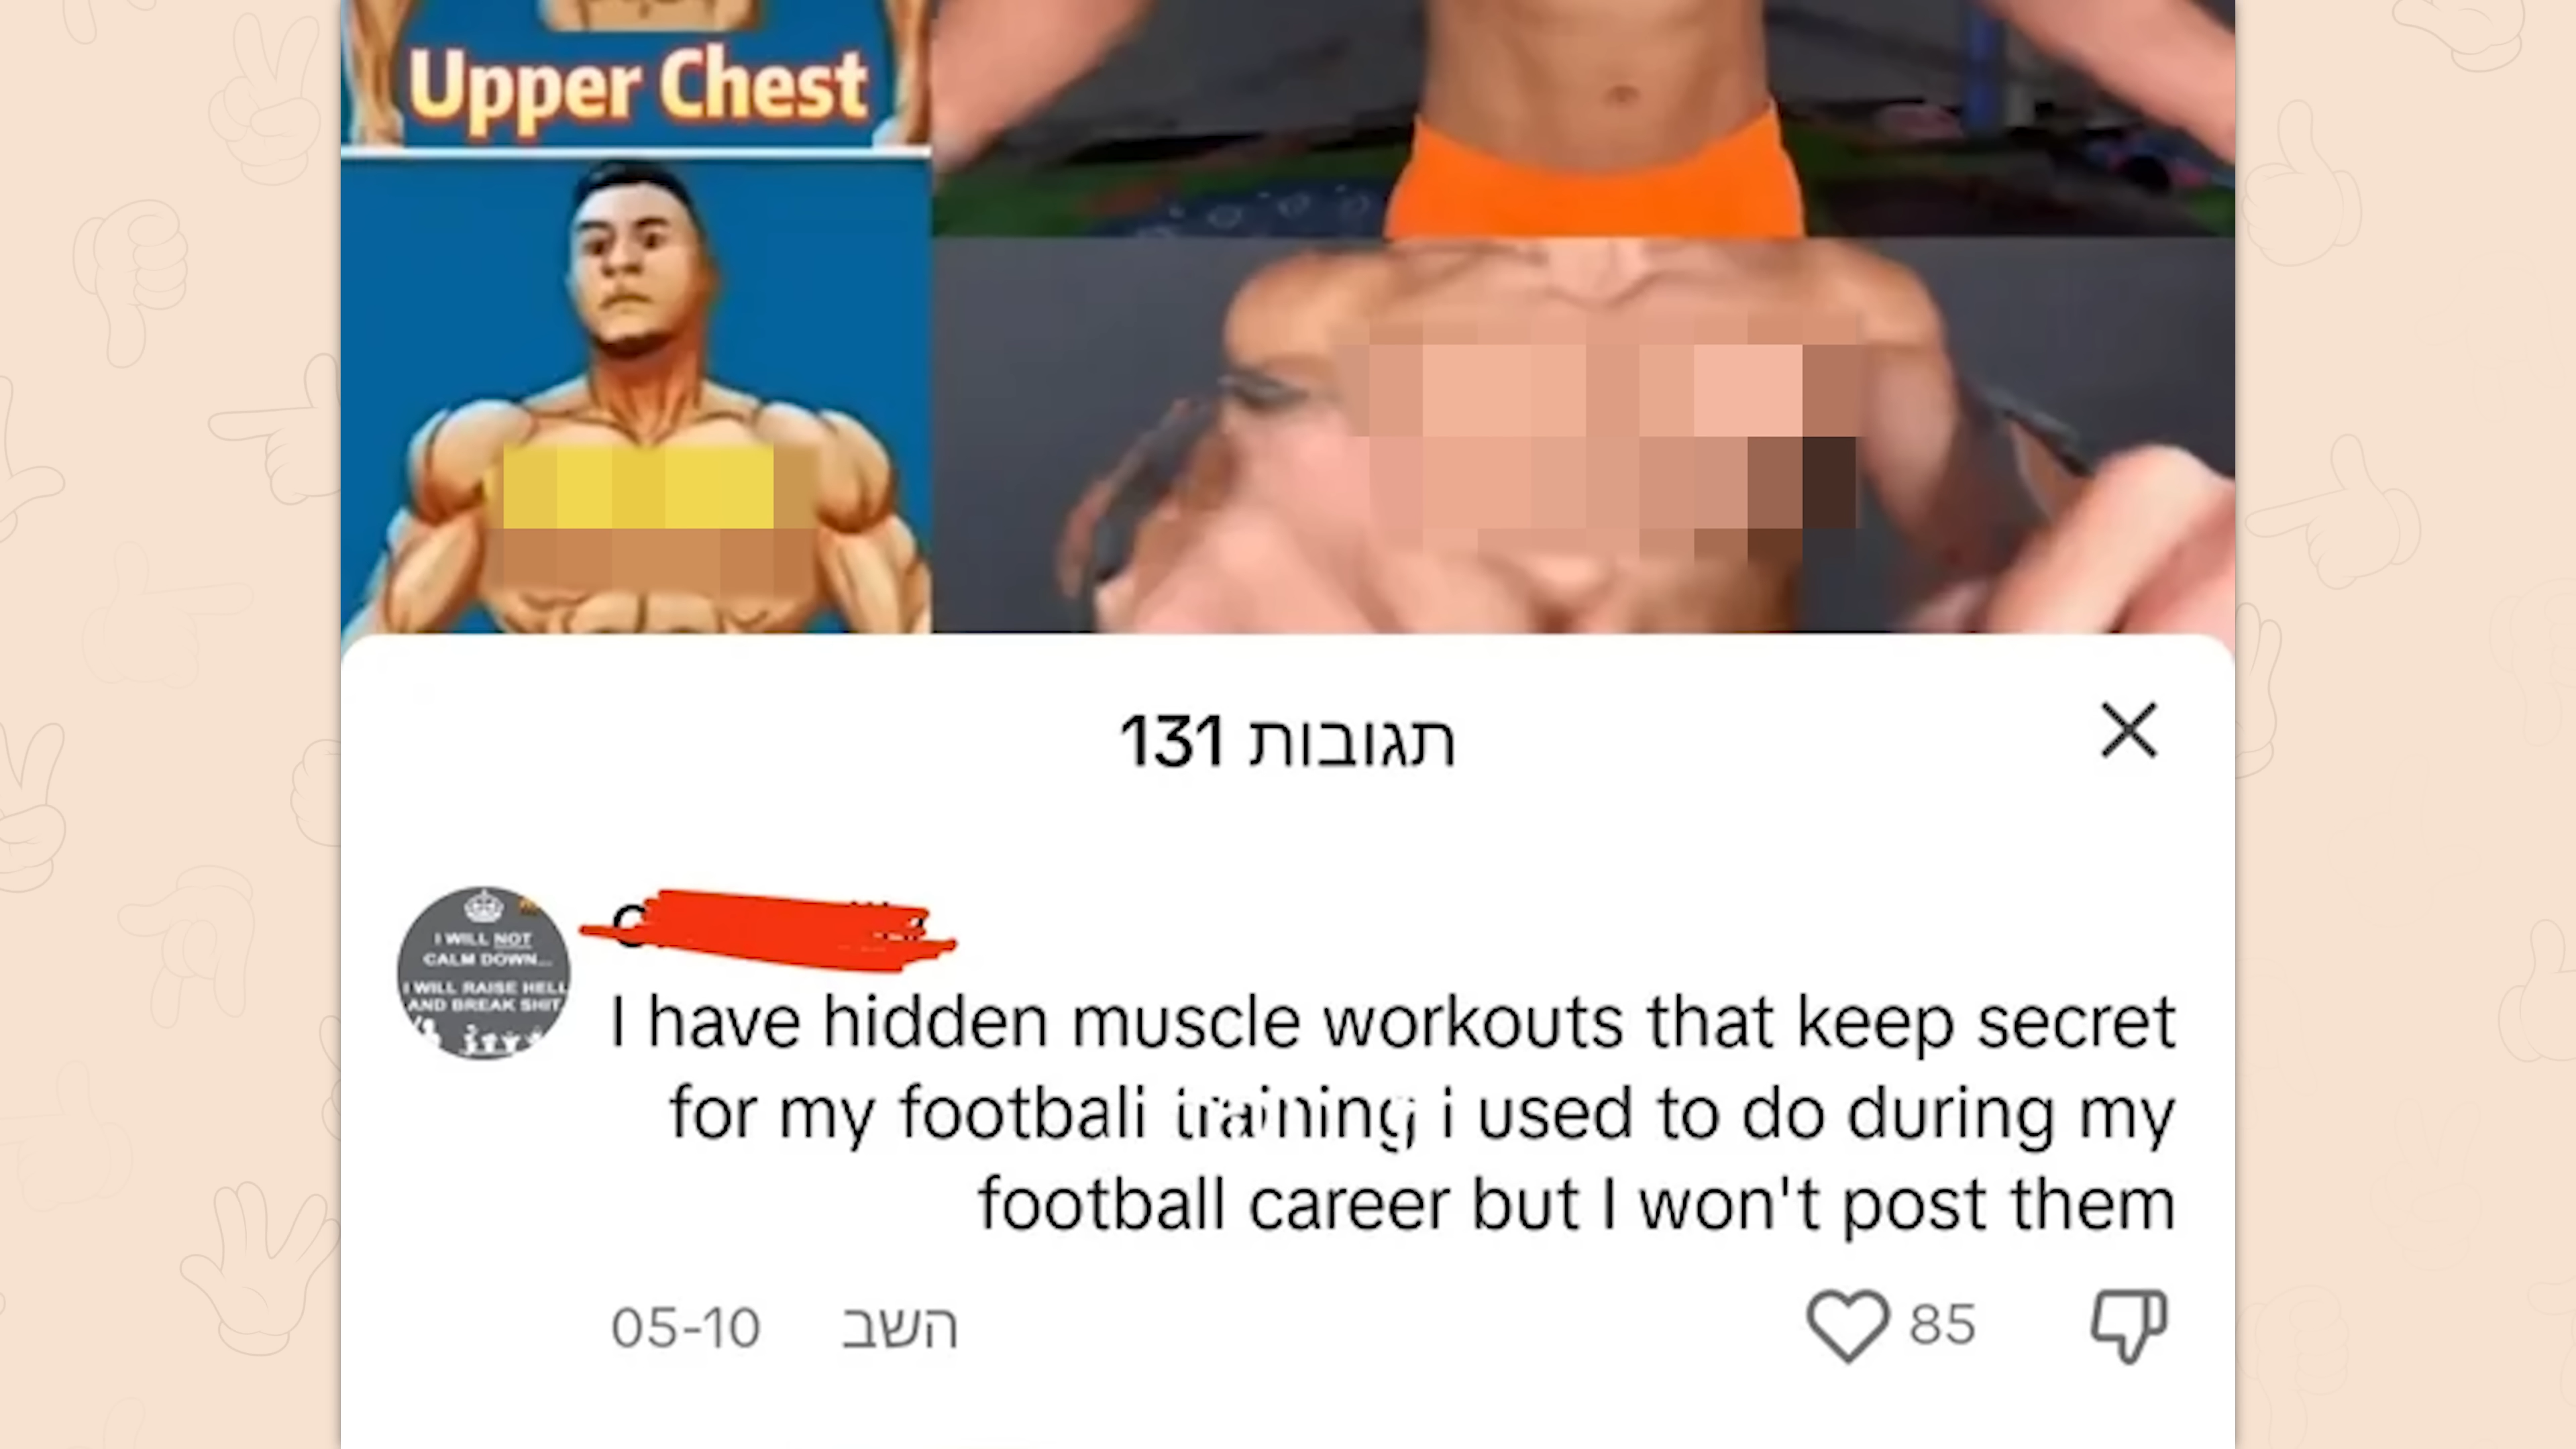 Upper Chest
131 תגובות
I WILL NOT
CALM DOWN...
I WILL RAISE HELL
AND BREAK SHIT
I have hidden muscle workouts that keep secret
for my football training i used to do during my
football career but I won't post them
05-10 השב
85